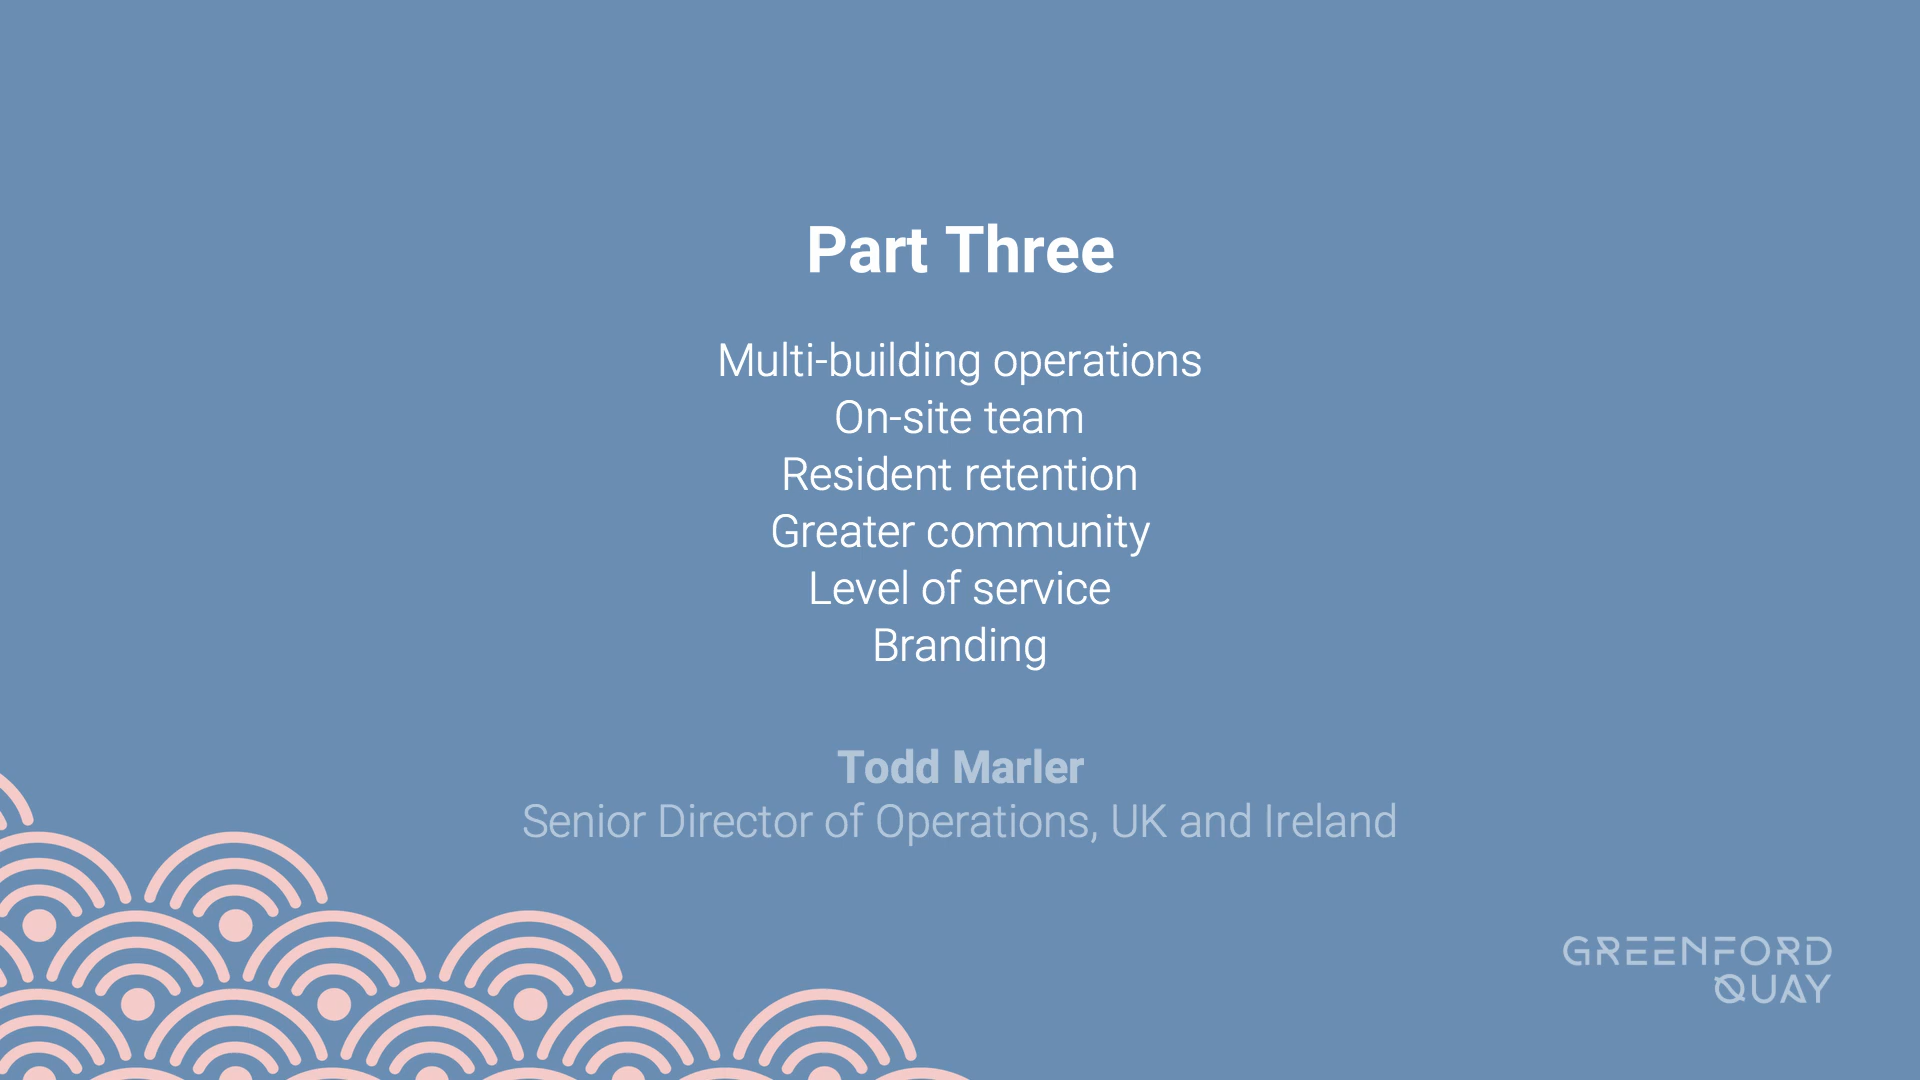 Part Three
Multi-building operations
On-site team
Resident retention
Greater community
Level of service
Branding
Todd Marler
Senior Director of Operations, UK and Ireland
GREENFORD
QUAY